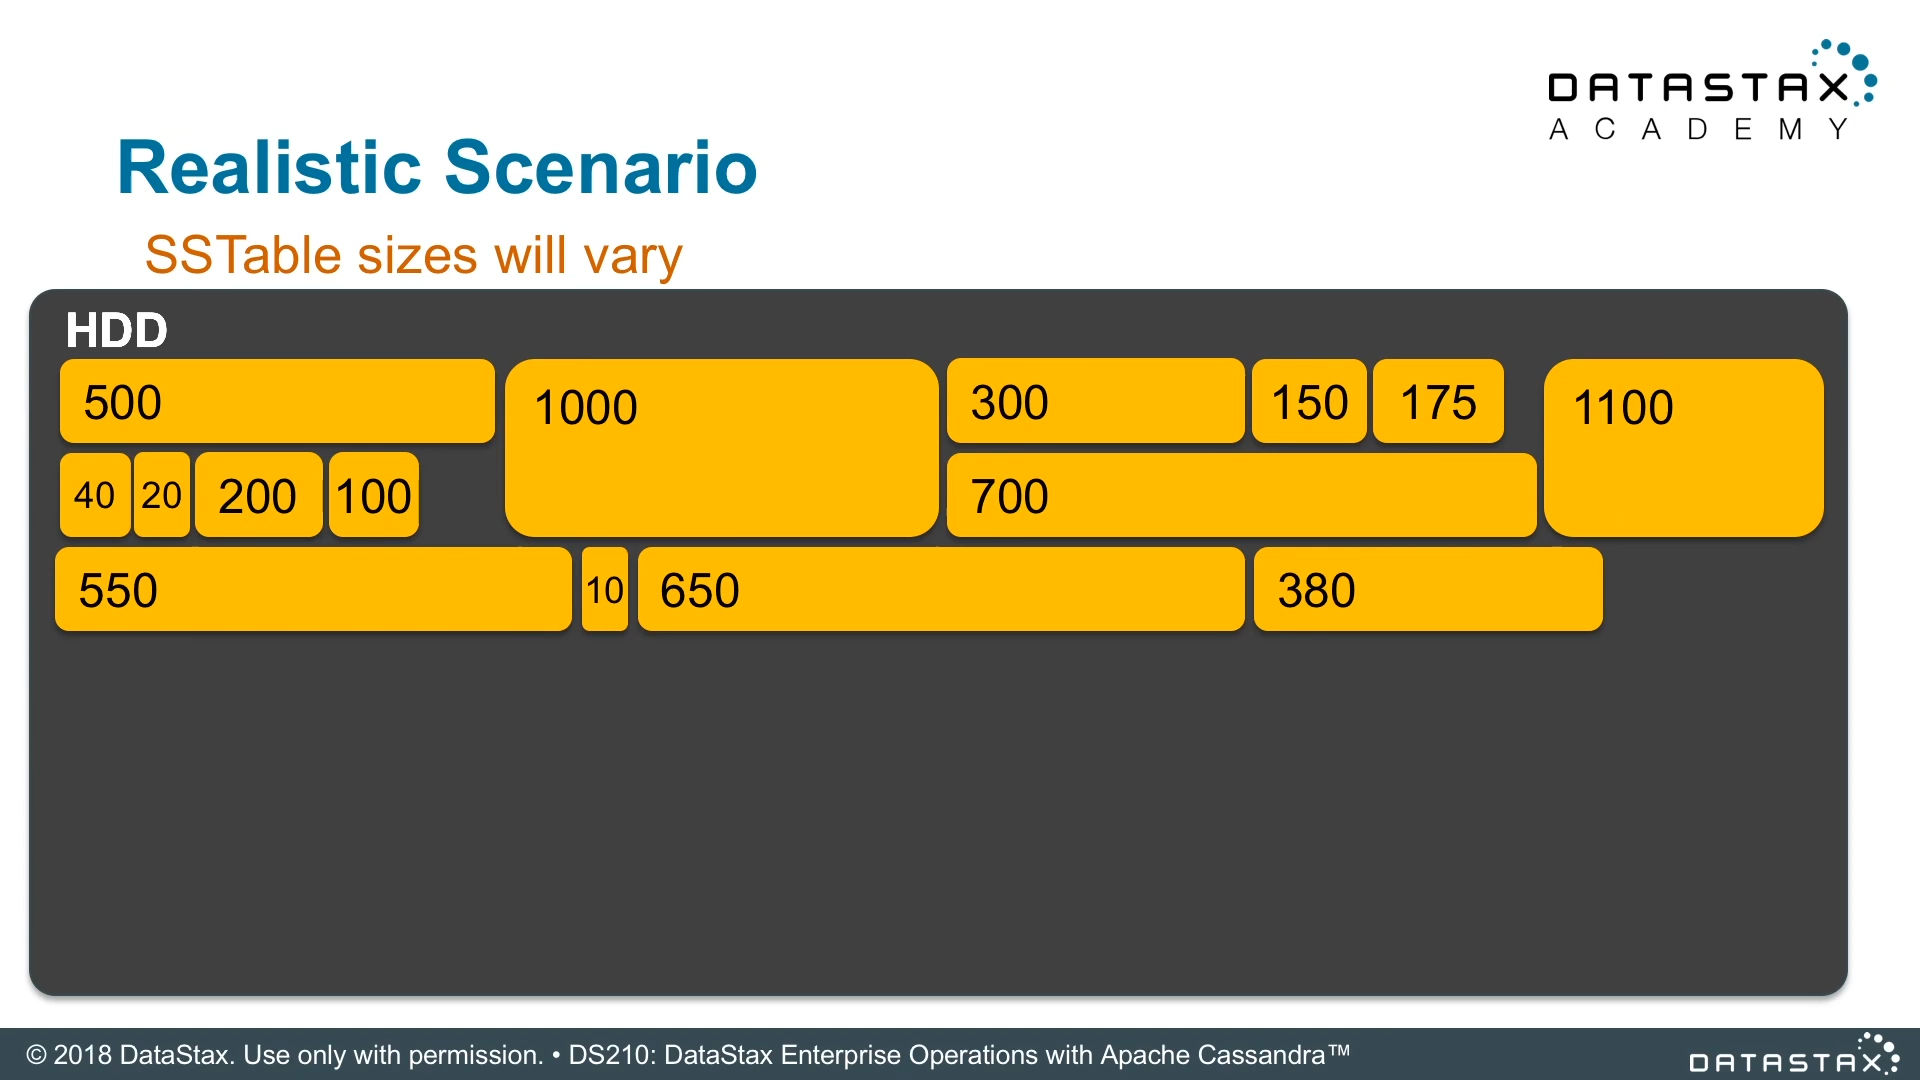 DATASTAX
ACADEMY
Realistic Scenario
SSTable sizes will vary
HDD
500 1000 300 150 175 1100
40 20 200 100 700
550 10 650 380
© 2018 DataStax. Use only with permission. • DS210: DataStax Enterprise Operations with Apache Cassandra™
DATASTAX